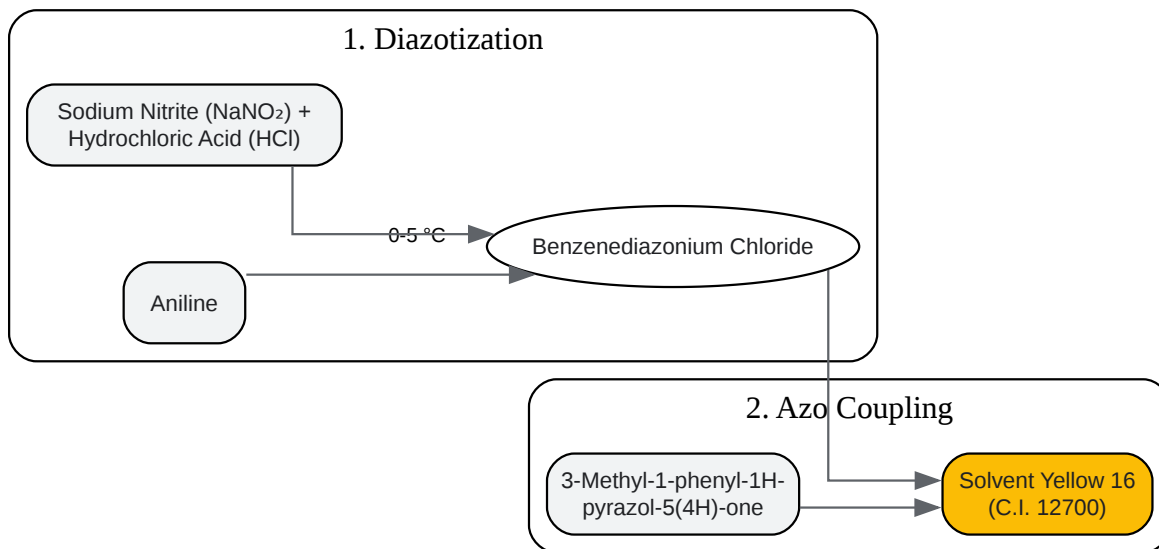 1. Diazotization
Sodium Nitrite (NaNO₂) +
Hydrochloric Acid (HCl)
0-5 °C
Benzenediazonium Chloride
Aniline
2. Azo Coupling
3-Methyl-1-phenyl-1H-
pyrazol-5(4H)-one
Solvent Yellow 16
(C.I. 12700)